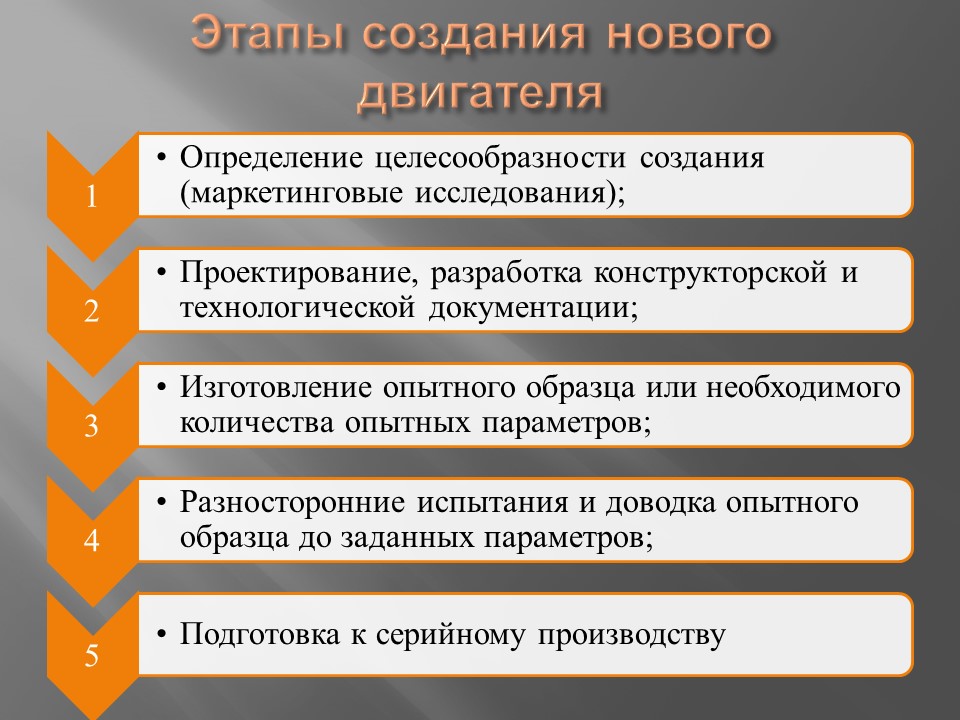 Этапы создания нового
двигателя
1
• Определение целесообразности создания
(маркетинговые исследования);
2
• Проектирование, разработка конструкторской и
технологической документации;
3
• Изготовление опытного образца или необходимого
количества опытных параметров;
4
• Разносторонние испытания и доводка опытного
образца до заданных параметров;
5
• Подготовка к серийному производству